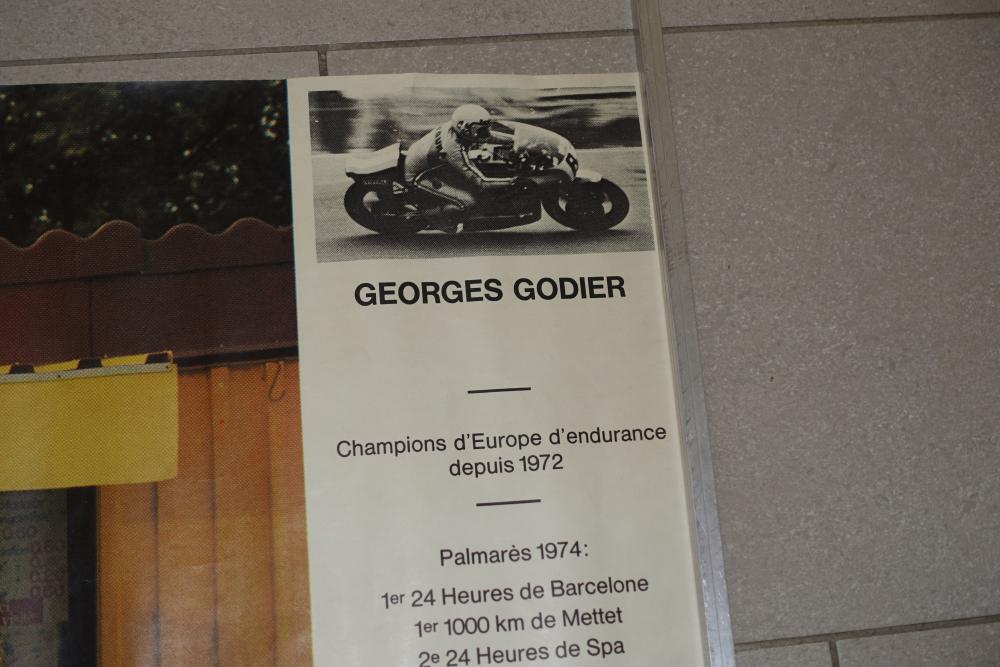 GEORGES GODIER
Champions d'Europe d'endurance
depuis 1972
Palmarès 1974:
1er 24 Heures de Barcelone
1er 1000 km de Mettet
2e 24 Heures de Spa